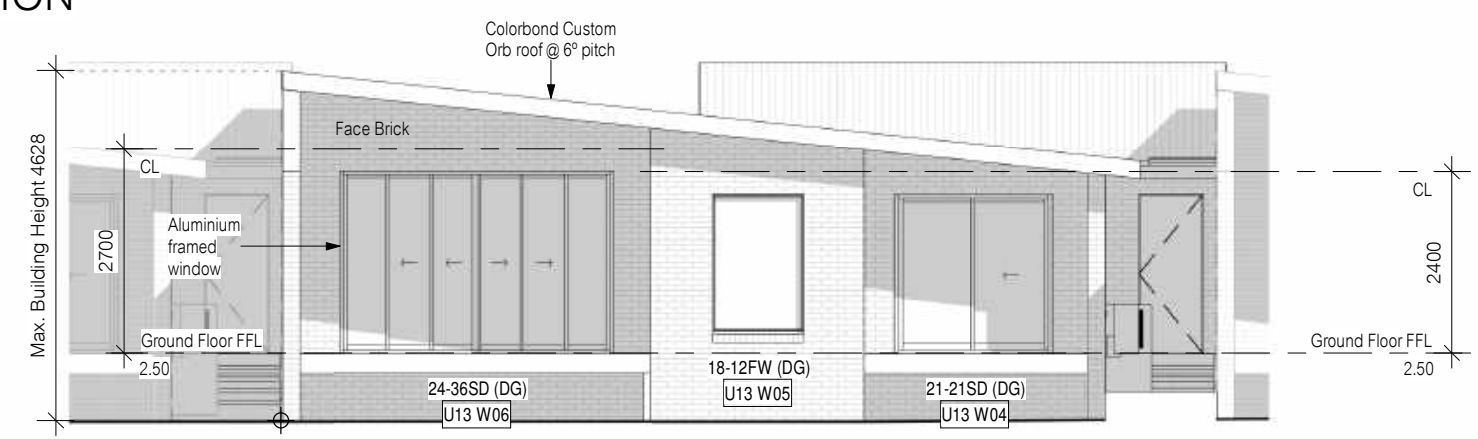 ION
Colorbond Custom
Orb roof @ 6º pitch
Face Brick
CL
CL
Max. Building Height 4628
2700
Aluminium
framed
window
2400
Ground Floor FFL
2.50
Ground Floor FFL
2.50
24-36SD (DG)
U13 W06
18-12FW (DG)
U13 W05
21-21SD (DG)
U13 W04